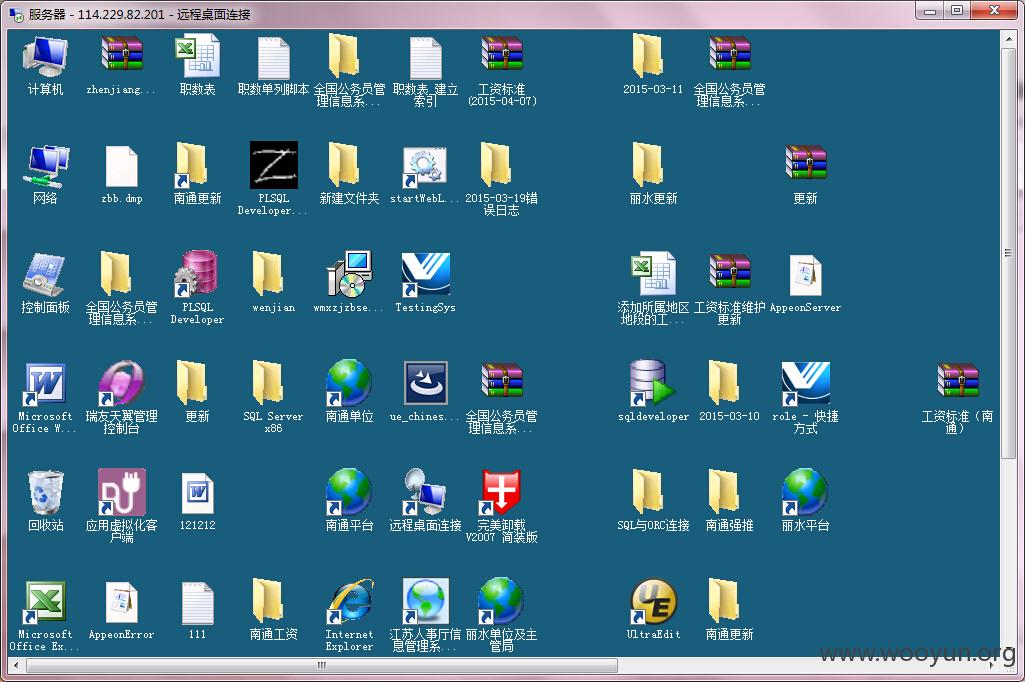 服务器 - 114.229.82.201 - 远程桌面连接
计算机
zhenjiang...
职数表
职数单列脚本
全国公务员管
理信息系...
职数表_建立
索引
工资标准
(2015-04-07)
2015-03-11
全国公务员管
理信息系...
网络
zbb.dmp
南通更新
PLSQL
Developer...
新建文件夹
startWebL...
2015-03-19错
误日志
丽水更新
更新
控制面板
全国公务员管
理信息系...
PLSQL
Developer
wenjian
wmxzjzbse...
TestingSys
添加所属地区
地段的工...
工资标准维护
更新
AppeonServer
Microsoft
Office W...
瑞友天翼管理
控制台
更新
SQL Server
x86
南通单位
ue_chines...
全国公务员管
理信息系...
sqldeveloper
2015-03-10
role - 快捷
方式
工资标准（南
通）
回收站
应用虚拟化客
户端
121212
南通平台
远程桌面连接
完美卸载
V2007 简装版
SQL与ORC连接
南通强推
丽水平台
Microsoft
Office Ex...
AppeonError
111
南通工资
Internet
Explorer
江苏人事厅信
息管理系...
丽水单位及主
管局
UltraEdit
南通更新
www.wooyun.org